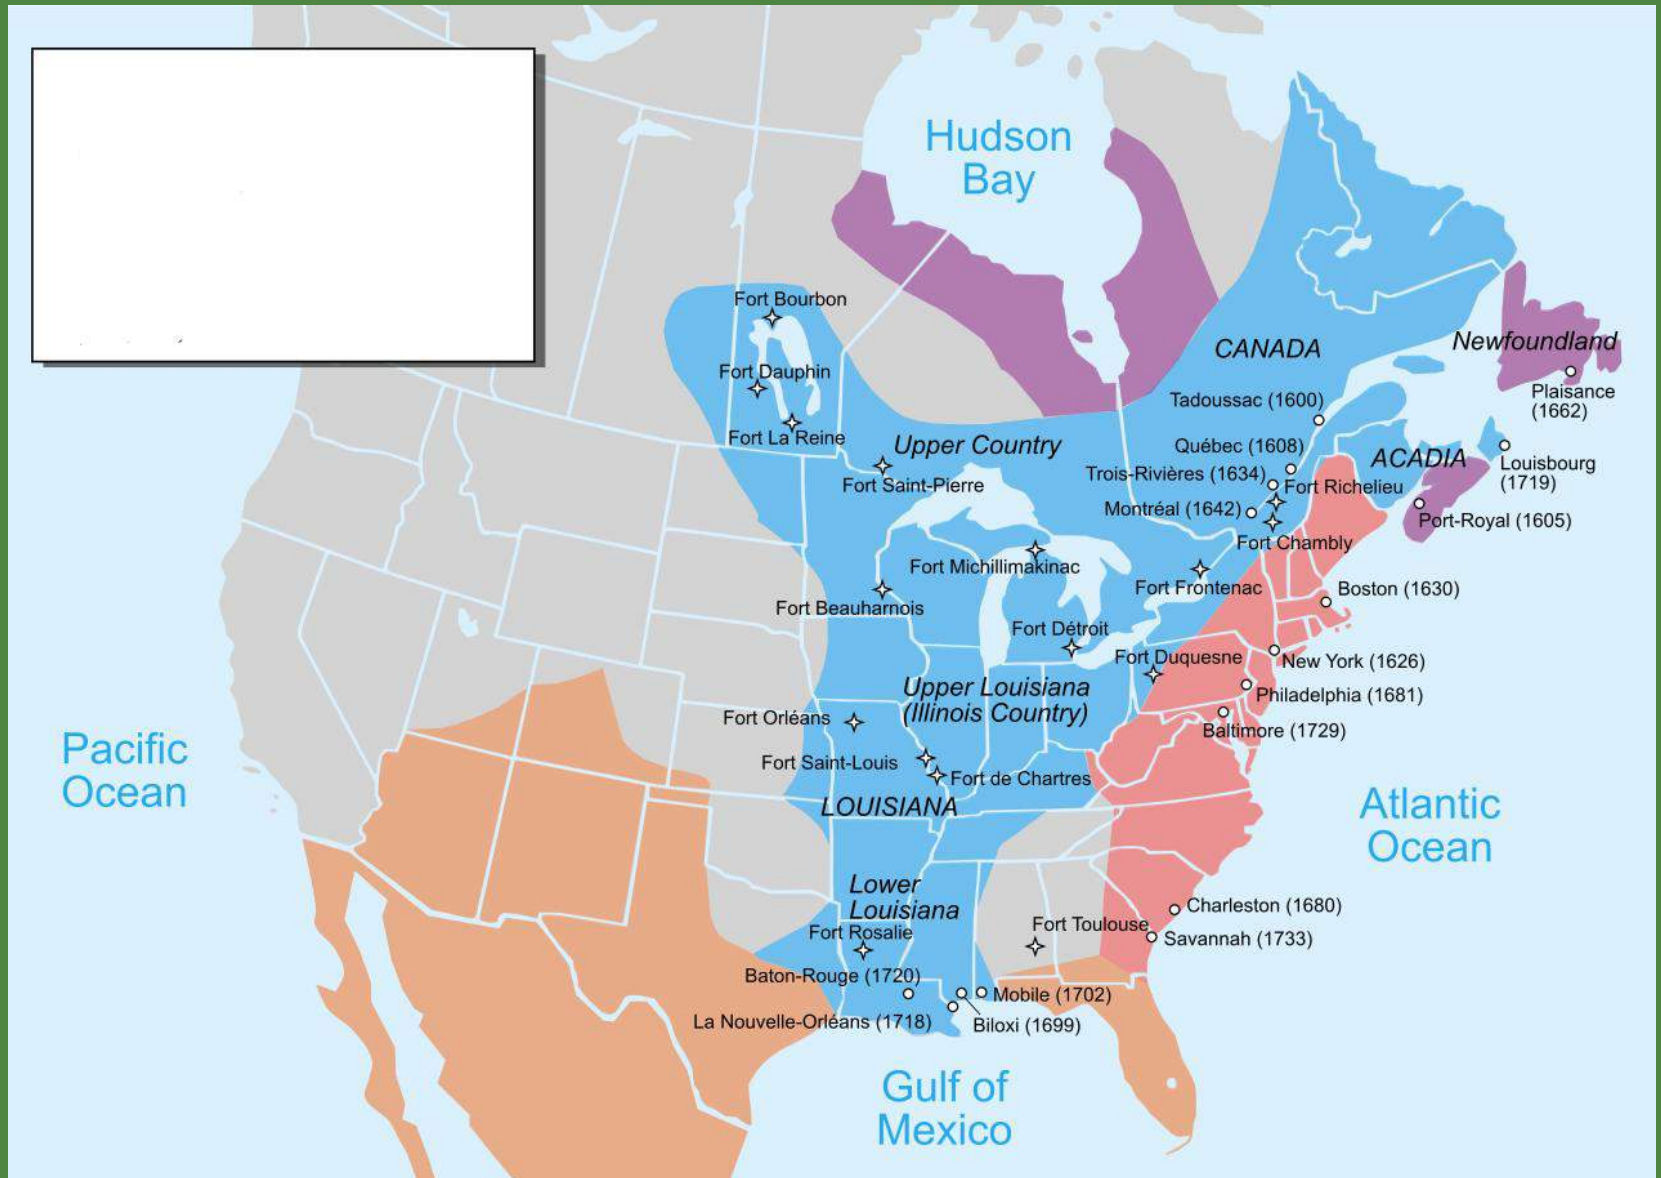 Hudson
Bay
Fort Bourbon
CANADA
Newfoundland
Fort Dauphin
Plaisance
(1662)
Tadoussac (1600)
Fort La Reine
Upper Country
Québec (1608)
ACADIA
Louisbourg
(1719)
Trois-Rivières (1634)
Fort Richelieu
Fort Saint-Pierre
Montréal (1642)
Port-Royal (1605)
Fort Chambly
Fort Michillimakinac
Fort Frontenac
Boston (1630)
Fort Beauharnois
Fort Détroit
Fort Duquesne
New York (1626)
Upper Louisiana
(Illinois Country)
Philadelphia (1681)
Fort Orléans
Baltimore (1729)
Pacific
Ocean
Fort Saint-Louis
Fort de Chartres
LOUISIANA
Atlantic
Ocean
Lower
Louisiana
Charleston (1680)
Fort Toulouse
Fort Rosalie
Savannah (1733)
Baton-Rouge (1720)
Mobile (1702)
La Nouvelle-Orléans (1718)
Biloxi (1699)
Gulf of
Mexico